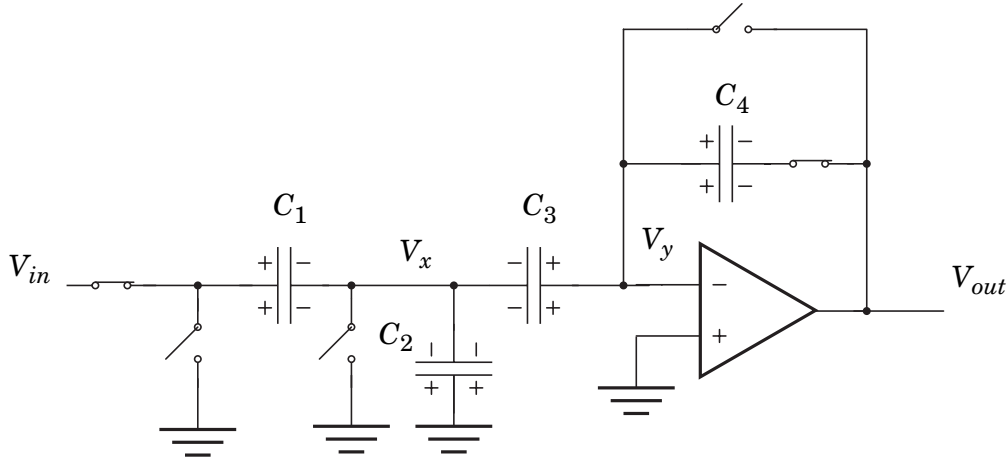 C4
+ −
+ −
C1
C3
Vin
+ −
+ −
Vx
− +
− +
Vy
−
+
Vout
C2
− −
+ +